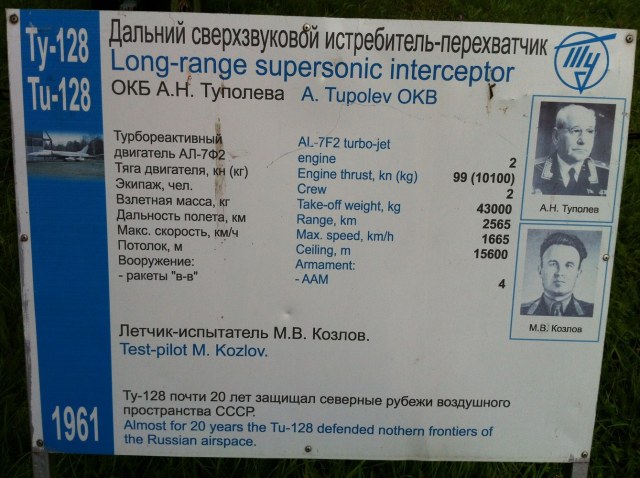 Ту-128
Tu-128
Дальний сверхзвуковой истребитель-перехватчик
Long-range supersonic interceptor
ОКБ А.Н. Туполева A. Tupolev OKB
Ту
Турбореактивный
двигатель АЛ-7Ф2
Тяга двигателя, кн (кг)
Экипаж, чел.
Взлетная масса, кг
Дальность полета, км
Макс. скорость, км/ч
Потолок, м
Вооружение:
- ракеты "в-в"
AL-7F2 turbo-jet
engine 2
Engine thrust, kn (kg) 99 (10100)
Crew 2
Take-off weight, kg 43000
Range, km 2565
Max. speed, km/h 1665
Ceiling, m 15600
Armament:
- AAM 4
А.Н. Туполев
М.В. Козлов
Летчик-испытатель М.В. Козлов.
Test-pilot M. Kozlov.
1961
Ту-128 почти 20 лет защищал северные рубежи воздушного
пространства СССР.
Almost for 20 years the Tu-128 defended nothern frontiers of
the Russian airspace.